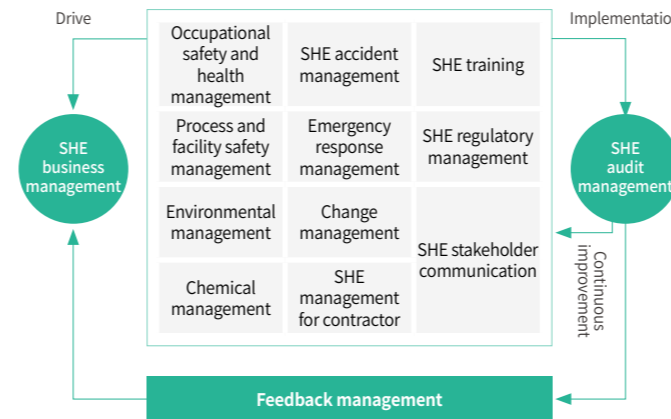 Drive
Implementatio
Occupational
safety and
health
management
SHE accident
management
SHE training
Process and
facility safety
management
Emergency
response
management
SHE regulatory
management
SHE
business
management
SHE
audit
management
Environmental
management
Change
management
SHE stakeholder
communication
Chemical
management
SHE
management
for contractor
Continuous
improvement
Feedback management